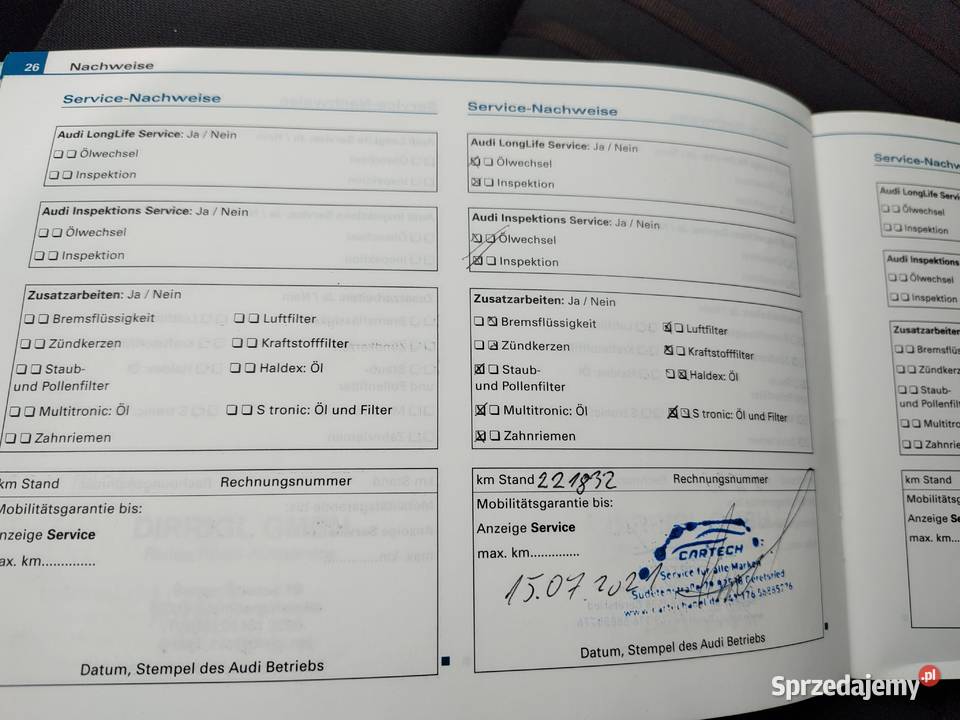 26 Nachweise
Service-Nachweise
Audi LongLife Service: Ja / Nein
Ölwechsel
Inspektion
Audi Inspektions Service: Ja / Nein
Ölwechsel
Inspektion
Zusatzarbeiten: Ja / Nein
Bremsflüssigkeit Luftfilter
Zündkerzen Kraftstofffilter
Staub- Haldex: Öl
und Pollenfilter
Multitronic: Öl S tronic: Öl und Filter
Zahnriemen
km Stand Rechnungsnummer
Mobilitätsgarantie bis:
Anzeige Service
max. km..............
Datum, Stempel des Audi Betriebs
Service-Nachweise
Audi LongLife Service: Ja / Nein
Ölwechsel
Inspektion
Audi Inspektions Service: Ja / Nein
Ölwechsel
Inspektion
Zusatzarbeiten: Ja / Nein
Bremsflüssigkeit Luftfilter
Zündkerzen Kraftstofffilter
Staub- Haldex: Öl
und Pollenfilter
Multitronic: Öl S tronic: Öl und Filter
Zahnriemen
km Stand 221832 Rechnungsnummer
Mobilitätsgarantie bis:
Anzeige Service
max. km..............
CARTECH
Service für alle Marken
15.07.2021
Geretsried
Datum, Stempel des Audi Betriebs
Service-Nachw
Audi LongLife Servi
Ölwechsel
Inspektion
Audi Inspektions
Ölwechsel
Inspektion
Zusatzarbeiten
Bremsflüs
Zündkerz
Staub-
und Pollenfilt
Multitro
Zahnrie
km Stand
Mobilitätsg
Anzeige Se
max. km...
Sprzedajemy.pl